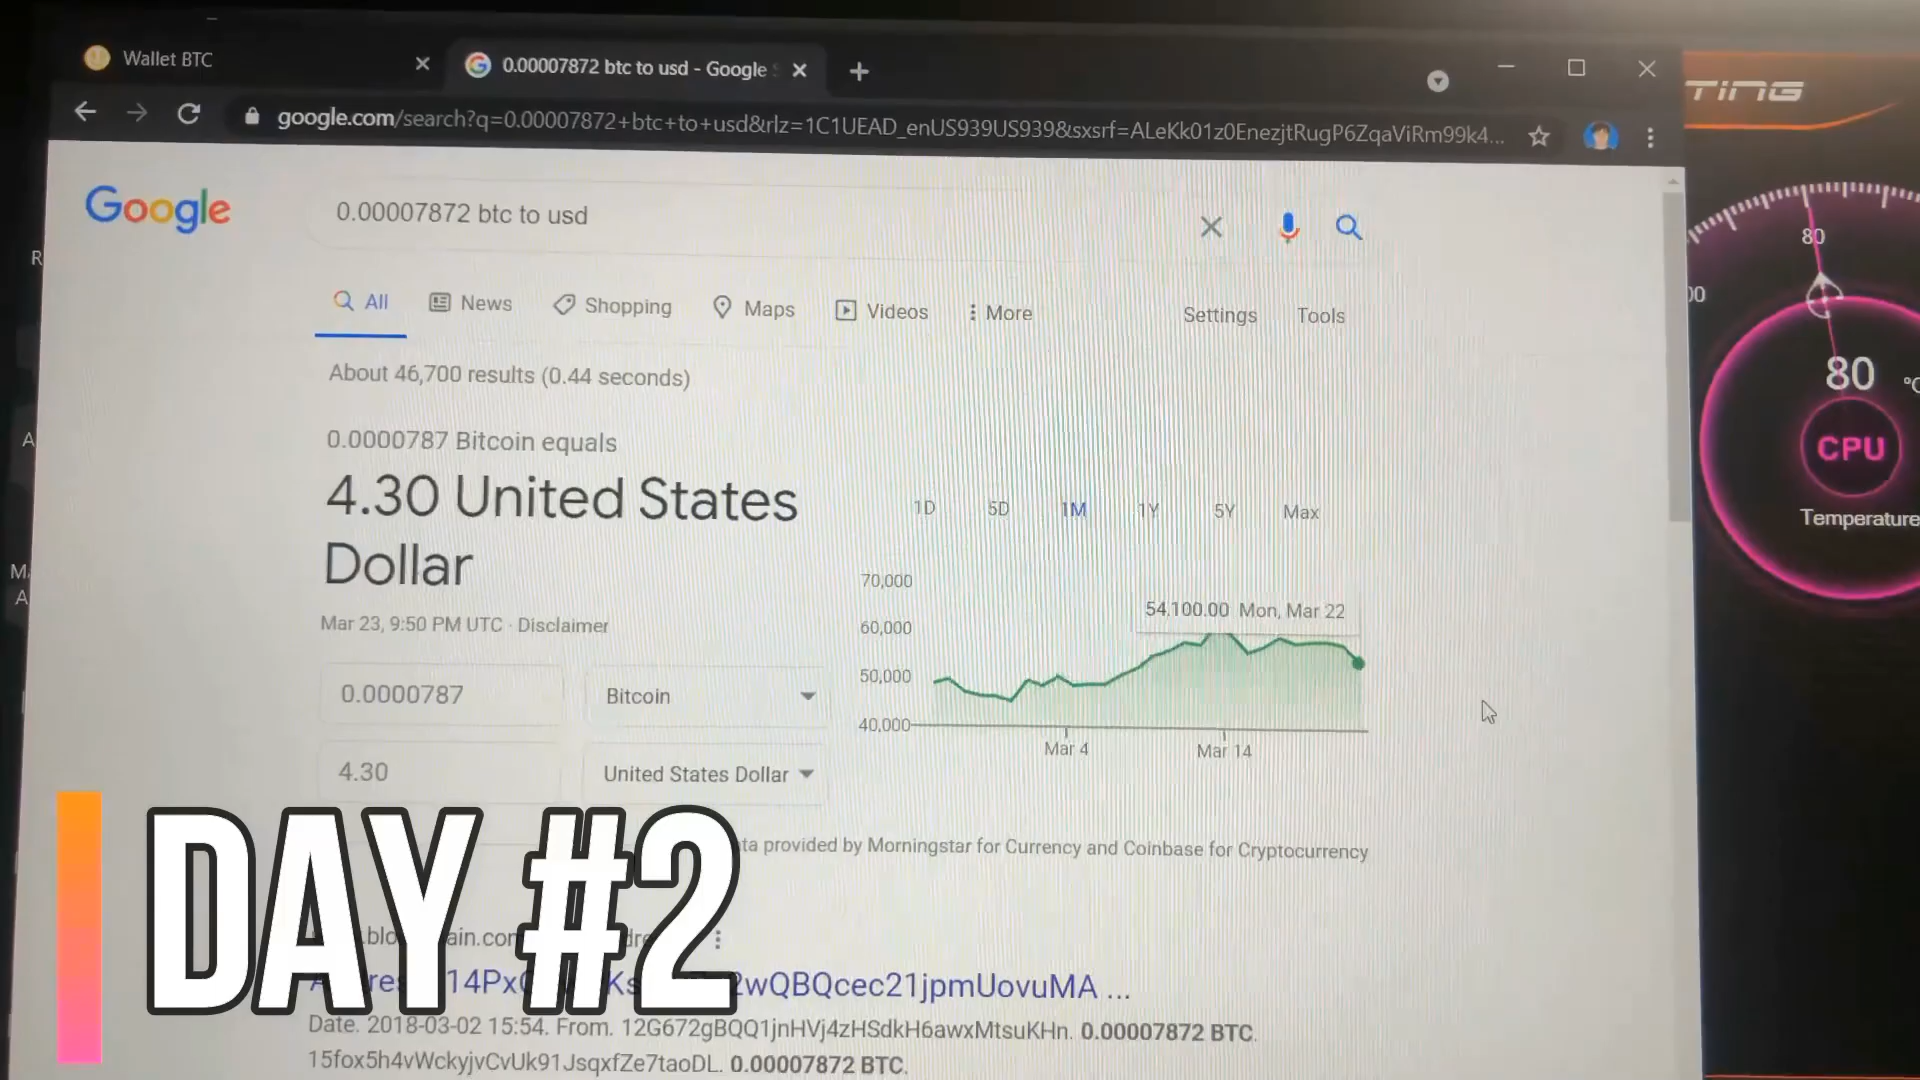 Wallet BTC
0.00007872 btc to usd - Google
google.com/search?q=0.00007872+btc+to+usd&rlz=1C1UEAD_enUS939US939&sxsrf=ALeKk01z0EnezjtRugP6ZqaViRm99k4...
TING
Google
0.00007872 btc to usd
All News Shopping Maps Videos More Settings Tools
About 46,700 results (0.44 seconds)
0.0000787 Bitcoin equals
4.30 United States
Dollar
Mar 23, 9:50 PM UTC · Disclaimer
0.0000787 Bitcoin
4.30 United States Dollar
1D 5D 1M 1Y 5Y Max
70,000
60,000
50,000
40,000
54,100.00 Mon, Mar 22
Mar 4 Mar 14
provided by Morningstar for Currency and Coinbase for Cryptocurrency
DAY #2
2wQBQcec21jpmUovuMA ...
Date. 2018-03-02 15:54. From. 12G672gBQQ1jnHVj4zHSdkH6awxMtsuKHn. 0.00007872 BTC.
15fox5h4vWckyjvCvUk91JsqxfZe7taoDL. 0.00007872 BTC.
80
80
°C
CPU
Temperature